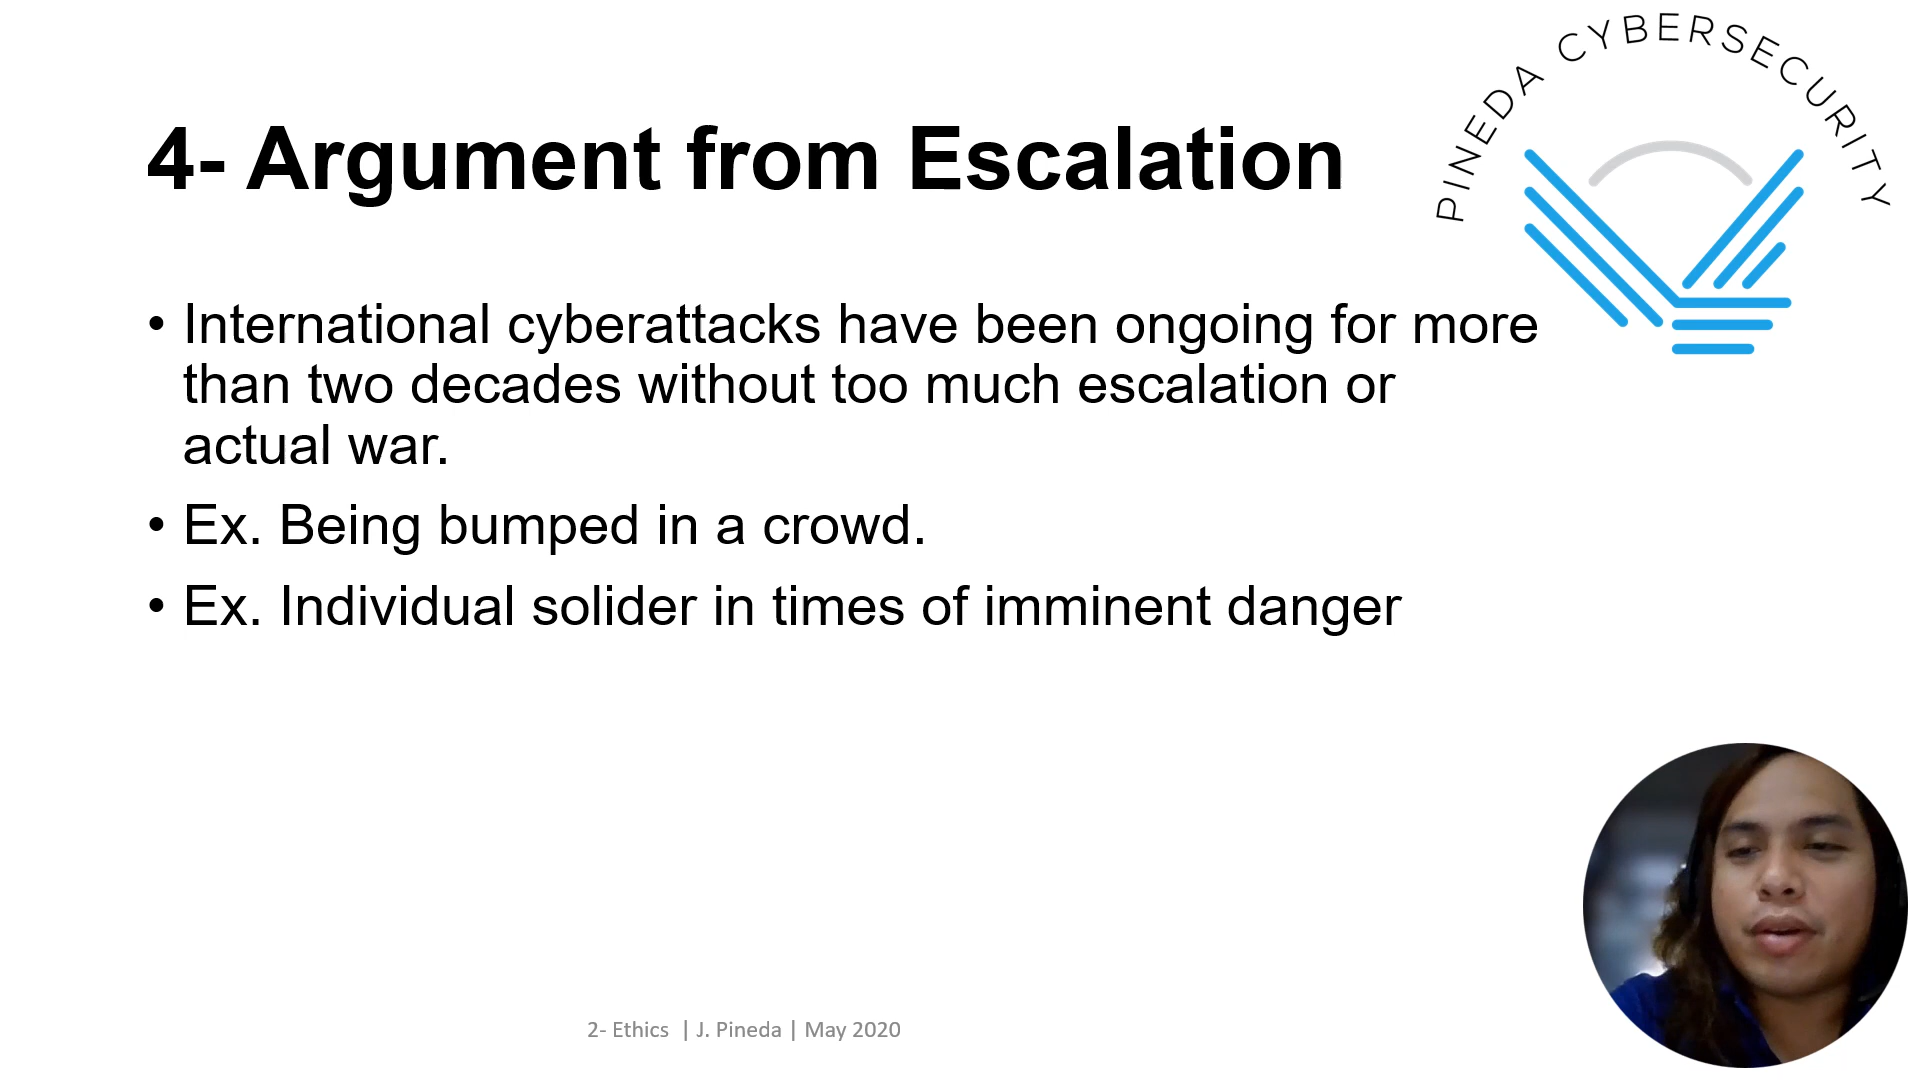 PINEDA CYBERSECURITY
4- Argument from Escalation
• International cyberattacks have been ongoing for more
than two decades without too much escalation or
actual war.
• Ex. Being bumped in a crowd.
• Ex. Individual solider in times of imminent danger
2- Ethics | J. Pineda | May 2020